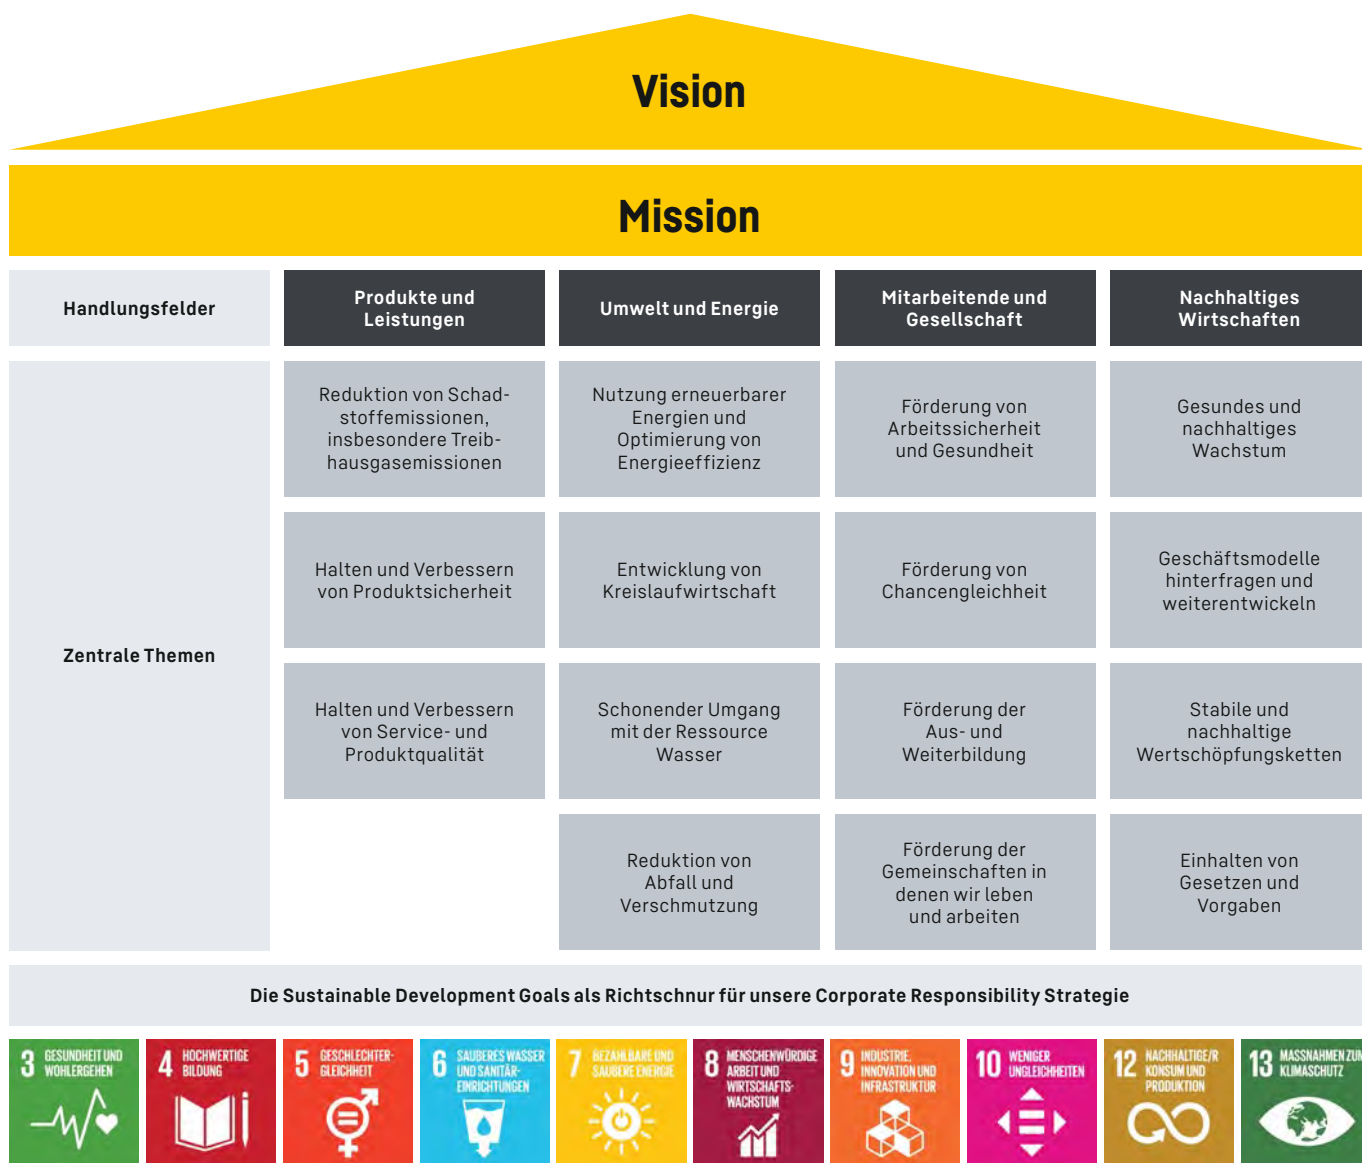 Vision
Mission
Handlungsfelder
Produkte und
Leistungen
Umwelt und Energie
Mitarbeitende und
Gesellschaft
Nachhaltiges
Wirtschaften
Zentrale Themen
Reduktion von Schad-
stoffemissionen,
insbesondere Treib-
hausgasemissionen
Nutzung erneuerbarer
Energien und
Optimierung von
Energieeffizienz
Förderung von
Arbeitssicherheit
und Gesundheit
Gesundes und
nachhaltiges
Wachstum
Halten und Verbessern
von Produktsicherheit
Entwicklung von
Kreislaufwirtschaft
Förderung von
Chancengleichheit
Geschäftsmodelle
hinterfragen und
weiterentwickeln
Halten und Verbessern
von Service- und
Produktqualität
Schonender Umgang
mit der Ressource
Wasser
Förderung der
Aus- und
Weiterbildung
Stabile und
nachhaltige
Wertschöpfungsketten
Reduktion von
Abfall und
Verschmutzung
Förderung der
Gemeinschaften in
denen wir leben
und arbeiten
Einhalten von
Gesetzen und
Vorgaben
Die Sustainable Development Goals als Richtschnur für unsere Corporate Responsibility Strategie
3 GESUNDHEIT UND
WOHLERGEHEN
4 HOCHWERTIGE
BILDUNG
5 GESCHLECHTER-
GLEICHHEIT
6 SAUBERES WASSER
UND SANITÄR-
EINRICHTUNGEN
7 BEZAHLBARE UND
SAUBERE ENERGIE
8 MENSCHENWÜRDIGE
ARBEIT UND
WIRTSCHAFTS-
WACHSTUM
9 INDUSTRIE,
INNOVATION UND
INFRASTRUKTUR
10 WENIGER
UNGLEICHHEITEN
12 NACHHALTIGE/R
KONSUM UND
PRODUKTION
13 MASSNAHMEN ZUM
KLIMASCHUTZ